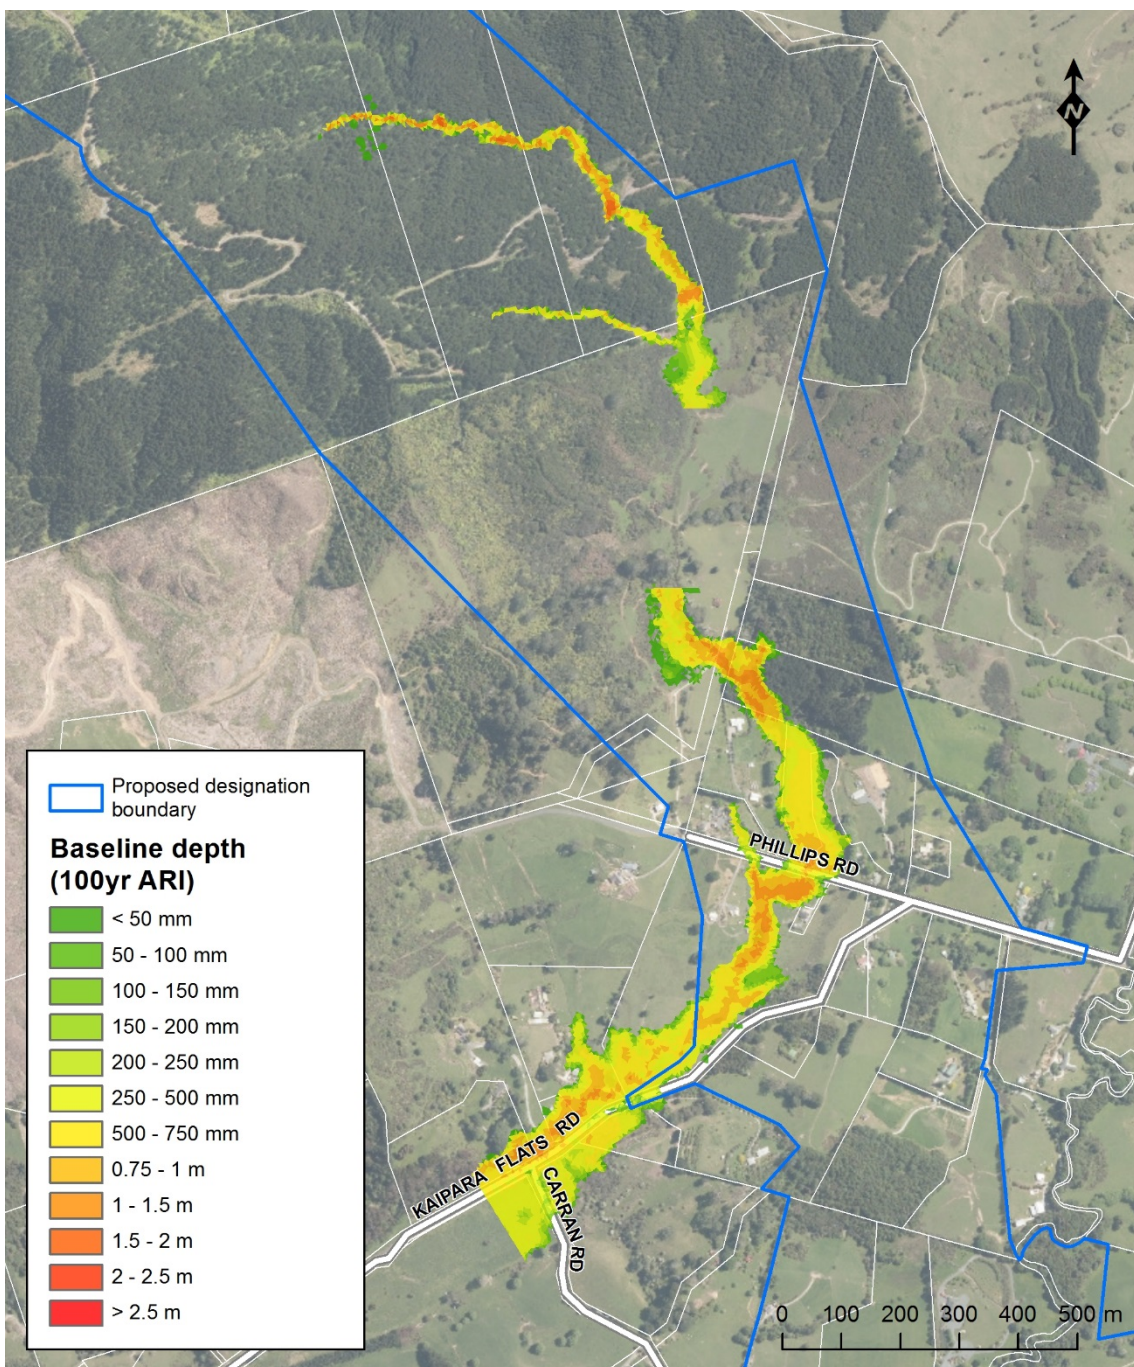 N
PHILLIPS RD
KAIPARA FLATS RD
CARRAN RD
Proposed designation
boundary
Baseline depth
(100yr ARI)
< 50 mm
50 - 100 mm
100 - 150 mm
150 - 200 mm
200 - 250 mm
250 - 500 mm
500 - 750 mm
0.75 - 1 m
1 - 1.5 m
1.5 - 2 m
2 - 2.5 m
> 2.5 m
0 100 200 300 400 500 m